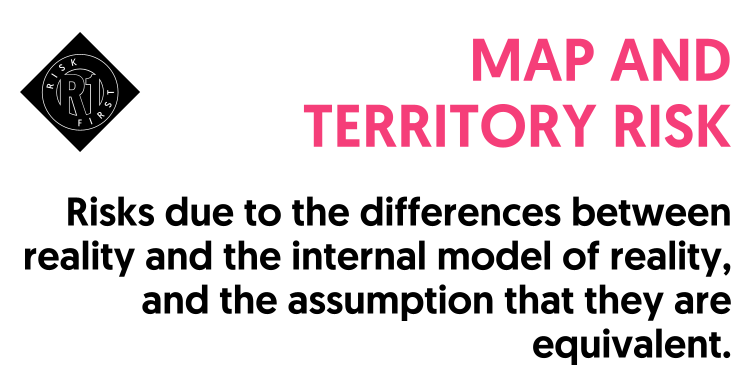 RISK
R1
FIRST
MAP AND
TERRITORY RISK
Risks due to the differences between
reality and the internal model of reality,
and the assumption that they are
equivalent.